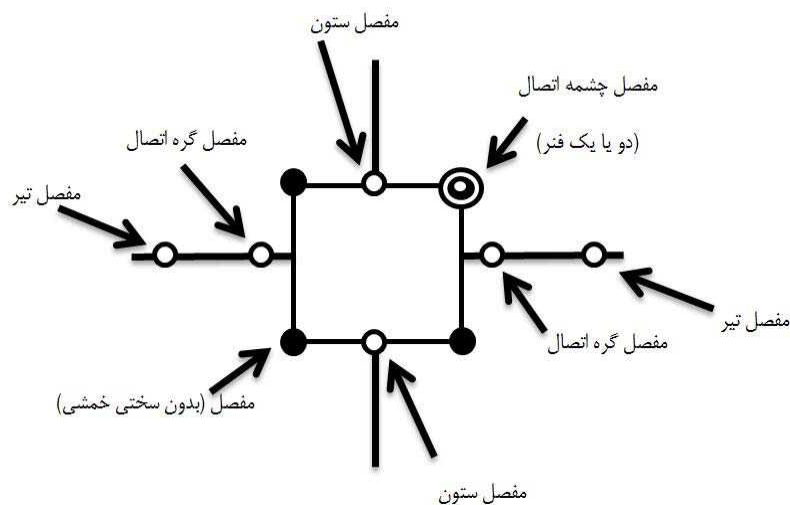 مفصل ستون
مفصل چشمه اتصال
(دو یا یک فنر)
مفصل گره اتصال
مفصل تیر
مفصل تیر
مفصل گره اتصال
مفصل (بدون سختی خمشی)
مفصل ستون